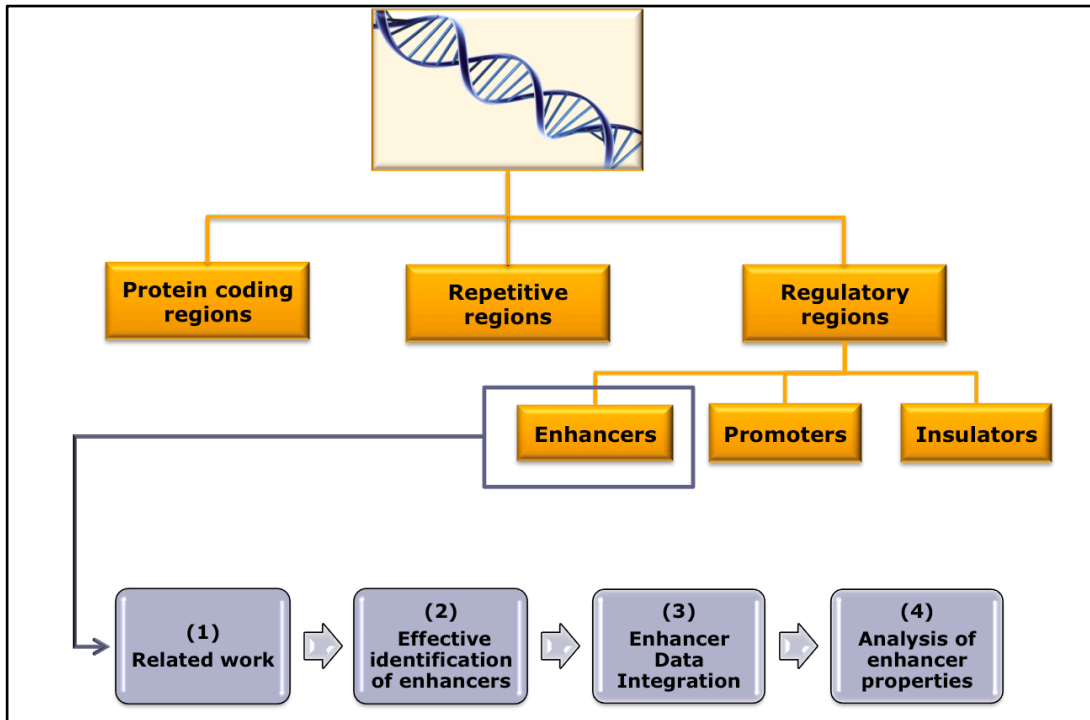 Protein coding
regions
Repetitive
regions
Regulatory
regions
Enhancers
Promoters
Insulators
(1)
Related work
(2)
Effective
identification
of enhancers
(3)
Enhancer
Data
Integration
(4)
Analysis of
enhancer
properties